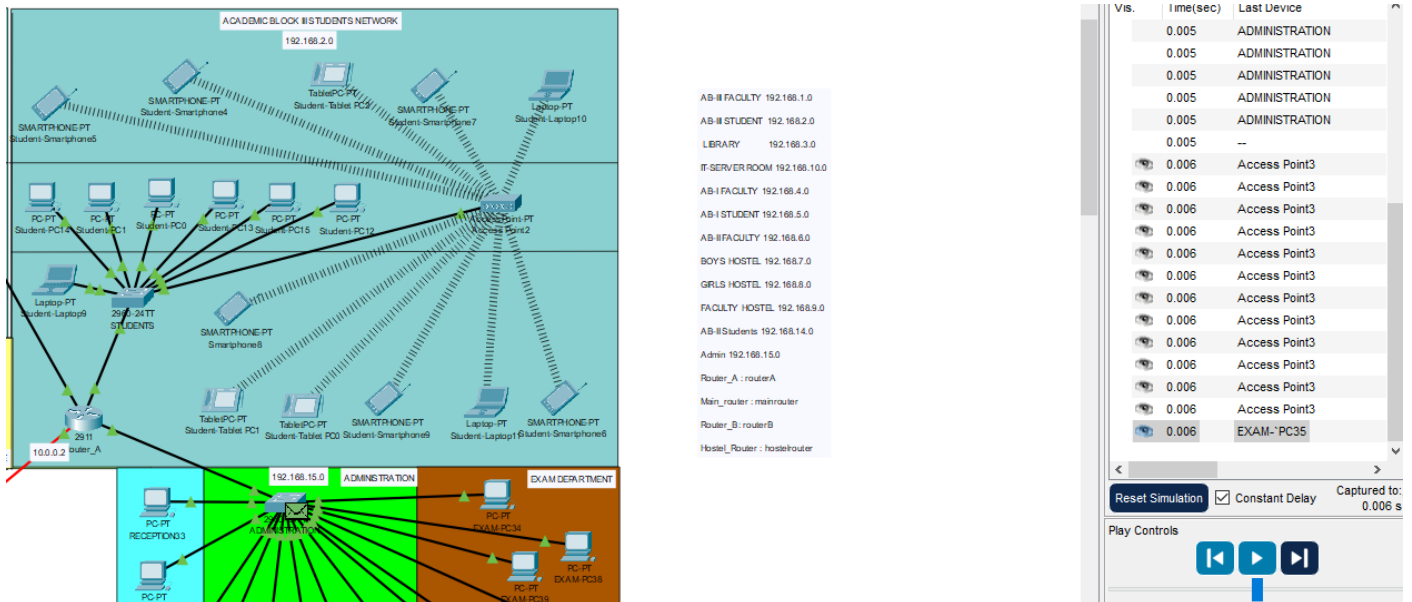 ACADEMIC BLOCK III STUDENTS NETWORK
192.168.2.0
SMARTPHONE-PT
Student-Smartphone5
SMARTPHONE-PT
Student-Smartphone4
TabletPC-PT
Student-Tablet PC2
SMARTPHONE-PT
Student-Smartphone7
Laptop-PT
Student-Laptop10
PC-PT
Student-PC14
PC-PT
Student-PC1
PC-PT
Student-PC0
PC-PT
Student-PC13
PC-PT
Student-PC15
PC-PT
Student-PC12
AccessPoint-PT
Access Point2
Laptop-PT
Student-Laptop9
2960-24TT
STUDENTS
SMARTPHONE-PT
Smartphone8
TabletPC-PT
Student-Tablet PC1
TabletPC-PT
Student-Tablet PC0
SMARTPHONE-PT
Student-Smartphone9
Laptop-PT
Student-Laptop11
SMARTPHONE-PT
Student-Smartphone6
2911
Router_A
10.0.0.2
192.168.15.0
ADMINISTRATION
EXAM DEPARTMENT
PC-PT
RECEPTION33
PC-PT
ADMINISTRATION
PC-PT
EXAM-PC34
PC-PT
EXAM-PC38
PC-PT
EXAM-PC39
AB-III FACULTY 192.168.1.0
AB-III STUDENT 192.168.2.0
LIBRARY 192.168.3.0
IT-SERVER ROOM 192.168.10.0
AB-I FACULTY 192.168.4.0
AB-I STUDENT 192.168.5.0
AB-II FACULTY 192.168.6.0
BOYS HOSTEL 192.168.7.0
GIRLS HOSTEL 192.168.8.0
FACULTY HOSTEL 192.168.9.0
AB-II Students 192.168.14.0
Admin 192.168.15.0
Router_A : routerA
Main_router : mainrouter
Router_B : routerB
Hostel_Router : hostelrouter
Vis. Time(sec) Last Device
0.005 ADMINISTRATION
0.005 ADMINISTRATION
0.005 ADMINISTRATION
0.005 ADMINISTRATION
0.005 ADMINISTRATION
0.005 --
0.006 Access Point3
0.006 Access Point3
0.006 Access Point3
0.006 Access Point3
0.006 Access Point3
0.006 Access Point3
0.006 Access Point3
0.006 Access Point3
0.006 Access Point3
0.006 Access Point3
0.006 Access Point3
0.006 Access Point3
0.006 EXAM-`PC35
Reset Simulation Constant Delay Captured to:
0.006 s
Play Controls